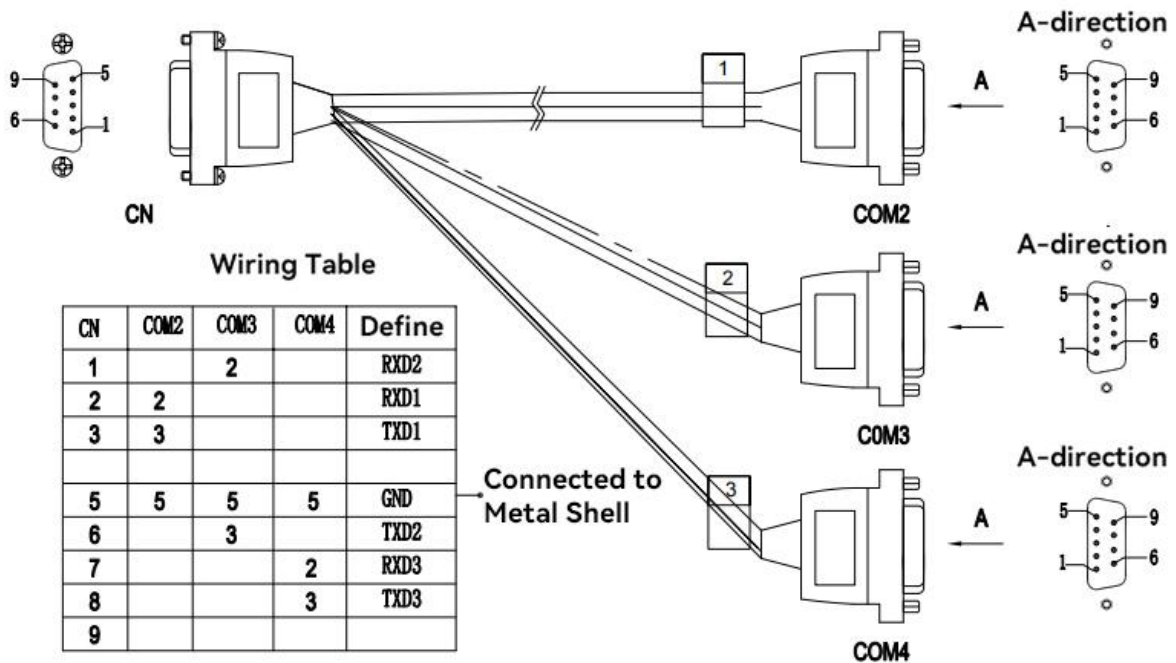 A-direction
9
5
6
1
CN
1
COM2
A
5
9
1
6
Wiring Table
CN COM2 COM3 COM4 Define
1 2 RXD2
2 2 RXD1
3 3 TXD1
5 5 5 5 GND
6 3 TXD2
7 2 RXD3
8 3 TXD3
9
Connected to
Metal Shell
2
C0M3
A
A-direction
5
9
1
6
3
COM4
A
A-direction
5
9
1
6